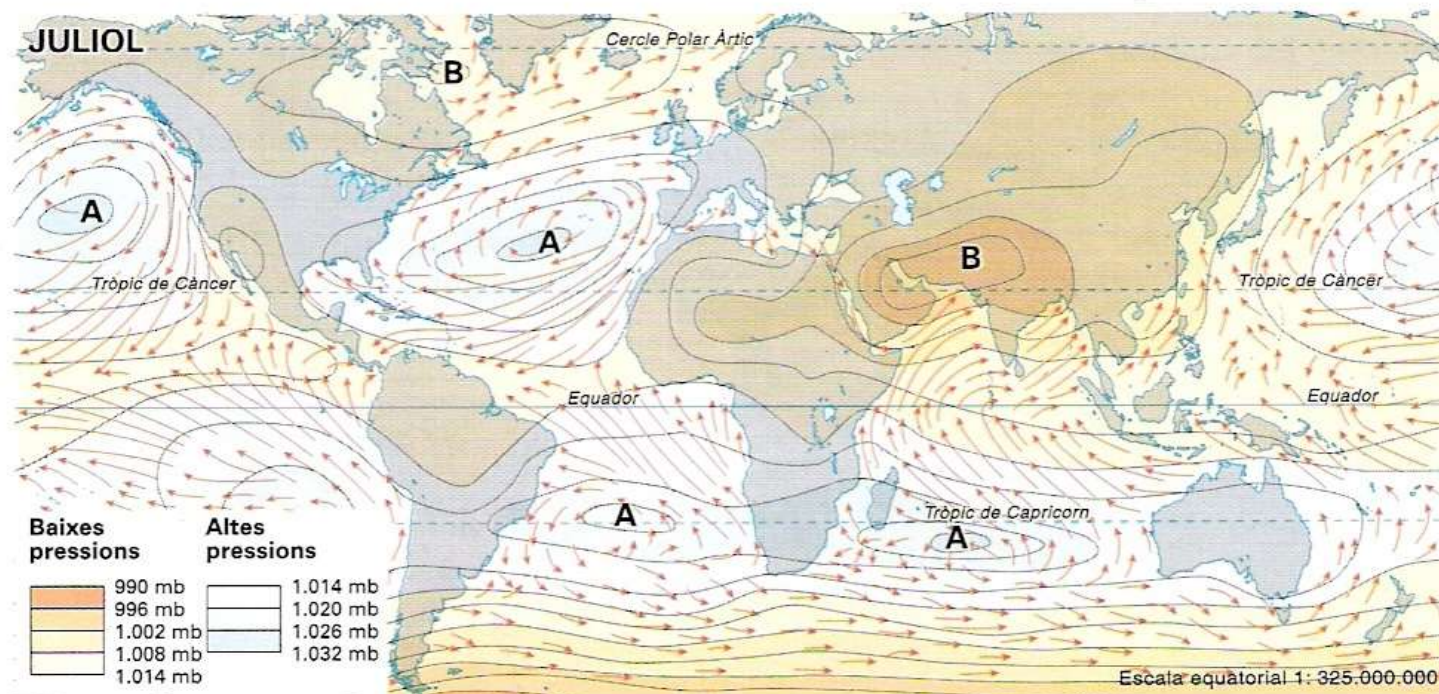 JULIOL
Cercle Polar Àrtic
B
A
A
B
Tròpic de Càncer
Tròpic de Càncer
Equador
Equador
A
Tròpic de Capricorn
A
Baixes pressions
990 mb
996 mb
1.002 mb
1.008 mb
1.014 mb
Altes pressions
1.014 mb
1.020 mb
1.026 mb
1.032 mb
Escala equatorial 1: 325.000.000